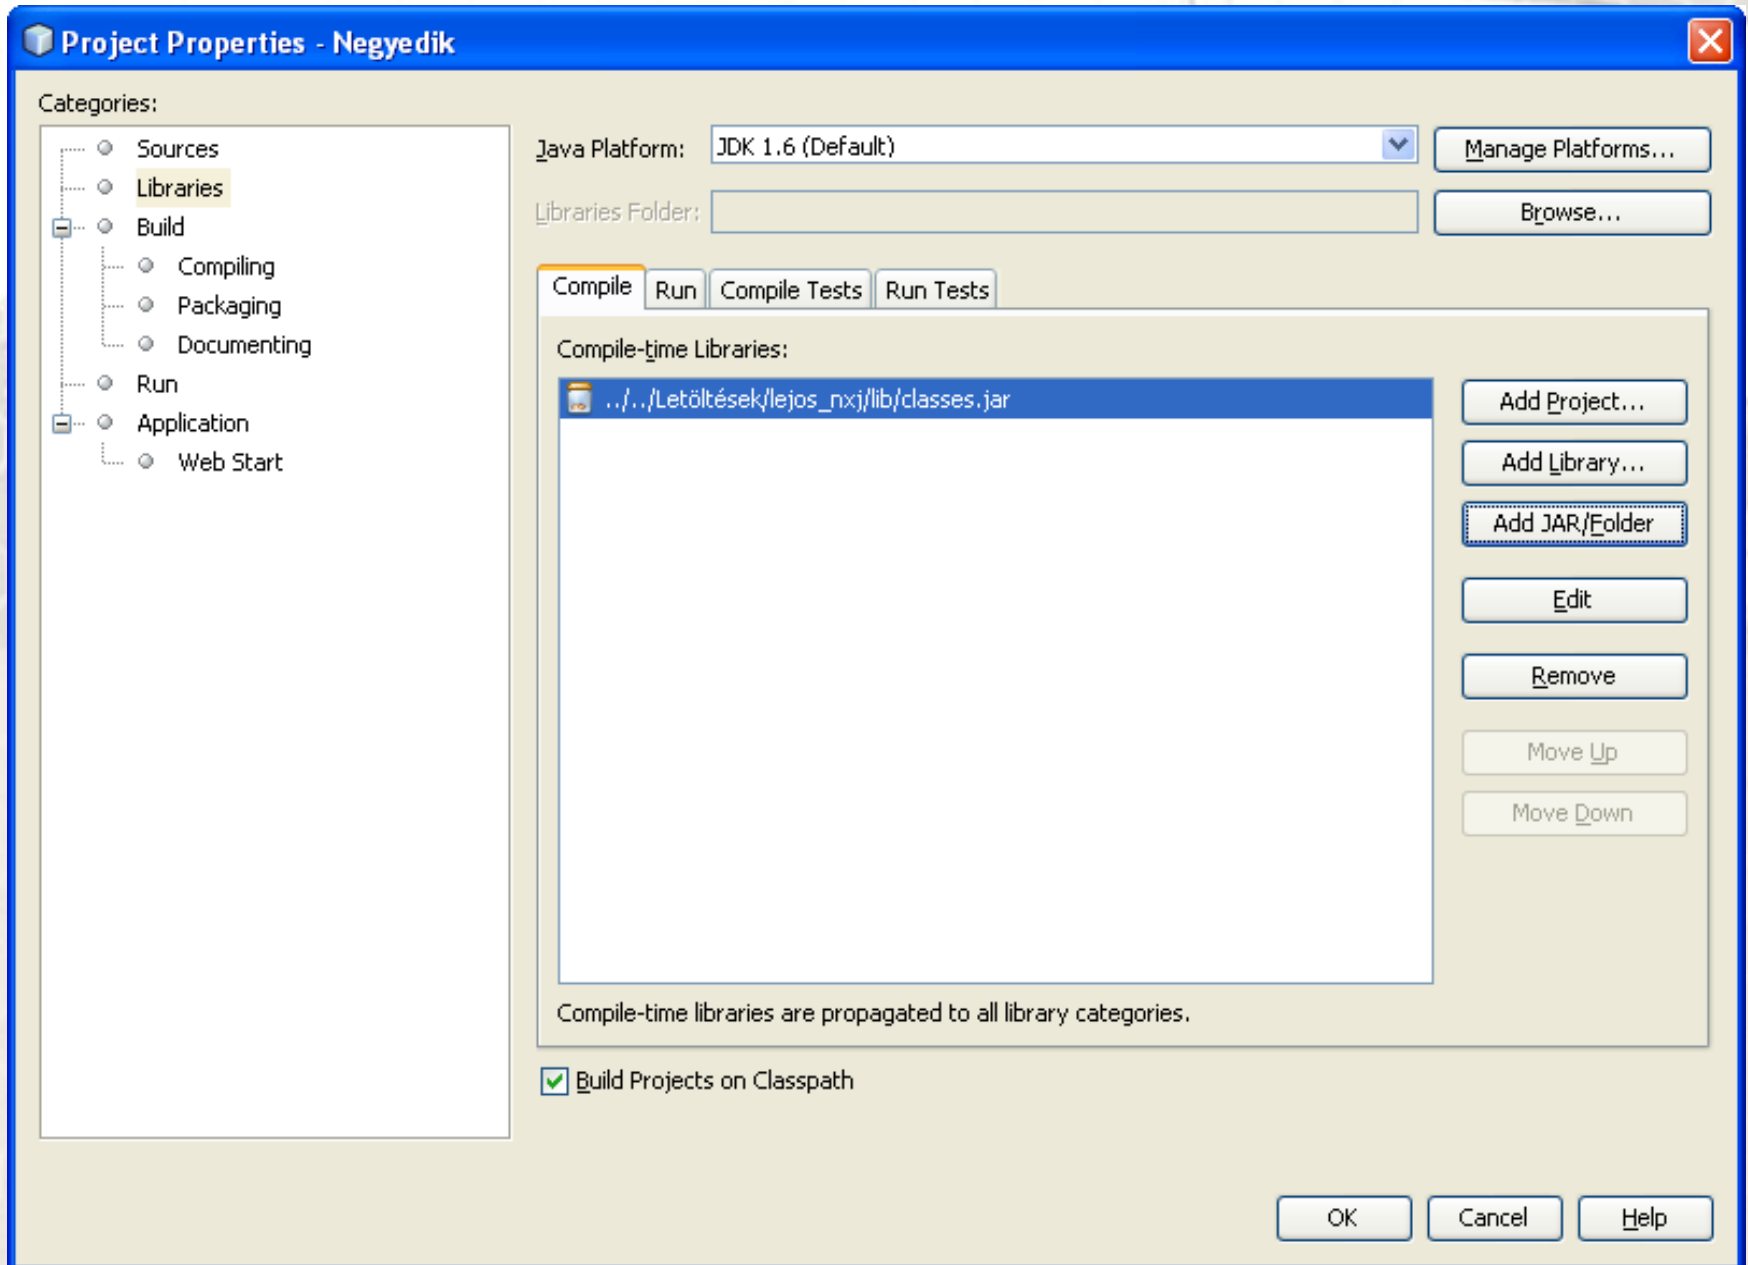 Project Properties - Negyedik
Categories:
Sources
Libraries
Build
Compiling
Packaging
Documenting
Run
Application
Web Start
Java Platform:
JDK 1.6 (Default)
Manage Platforms...
Libraries Folder:
Browse...
Compile
Run
Compile Tests
Run Tests
Compile-time Libraries:
../../Letöltések/lejos_nxj/lib/classes.jar
Add Project...
Add Library...
Add JAR/Folder
Edit
Remove
Move Up
Move Down
Compile-time libraries are propagated to all library categories.
Build Projects on Classpath
OK
Cancel
Help